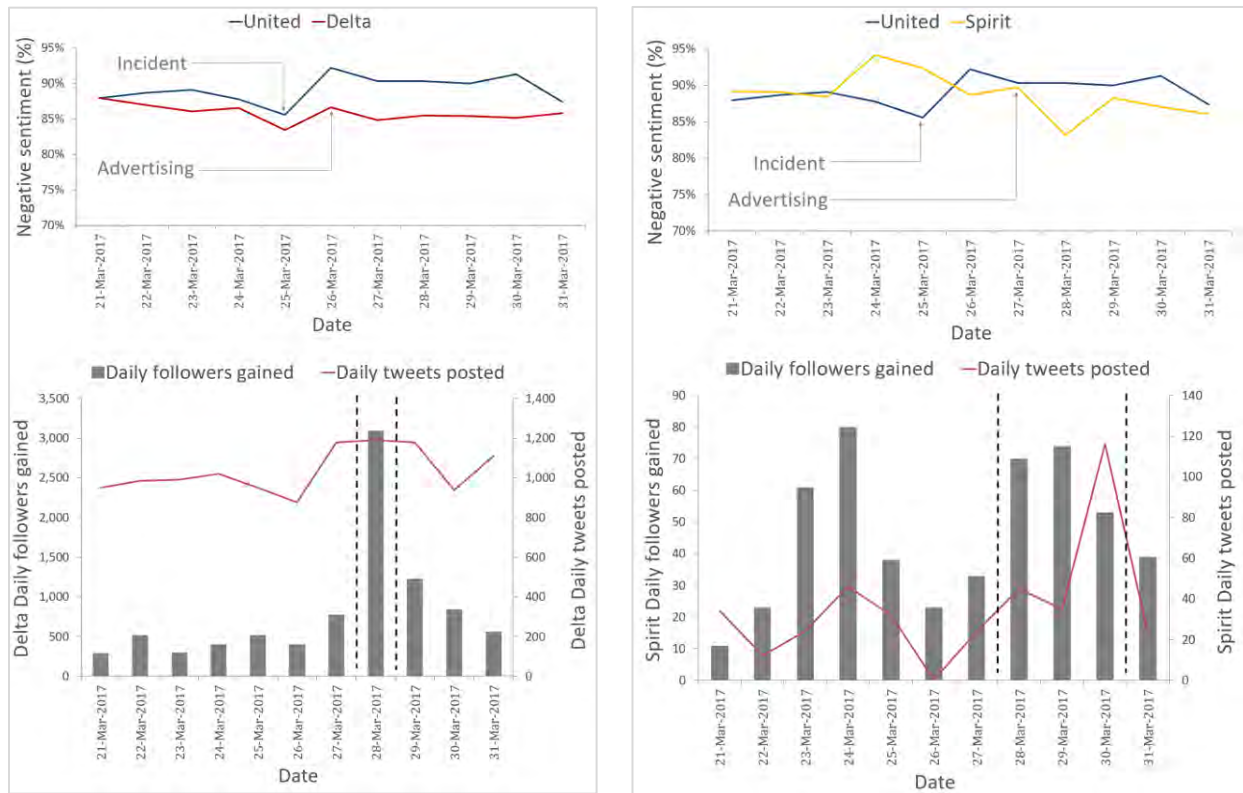 United Delta
Negative sentiment (%)
95%
90%
85%
80%
75%
70%
Incident
Advertising
21-Mar-2017
22-Mar-2017
23-Mar-2017
24-Mar-2017
25-Mar-2017
26-Mar-2017
27-Mar-2017
28-Mar-2017
29-Mar-2017
30-Mar-2017
31-Mar-2017
Date
Daily followers gained Daily tweets posted
Delta Daily followers gained
3,500
3,000
2,500
2,000
1,500
1,000
500
0
1,400
1,200
1,000
800
600
400
200
0
Delta Daily tweets posted
21-Mar-2017
22-Mar-2017
23-Mar-2017
24-Mar-2017
25-Mar-2017
26-Mar-2017
27-Mar-2017
28-Mar-2017
29-Mar-2017
30-Mar-2017
31-Mar-2017
Date
United Spirit
Negative sentiment (%)
95%
90%
85%
80%
75%
70%
Incident
Advertising
21-Mar-2017
22-Mar-2017
23-Mar-2017
24-Mar-2017
25-Mar-2017
26-Mar-2017
27-Mar-2017
28-Mar-2017
29-Mar-2017
30-Mar-2017
31-Mar-2017
Date
Daily followers gained Daily tweets posted
Spirit Daily followers gained
90
80
70
60
50
40
30
20
10
0
140
120
100
80
60
40
20
0
Spirit Daily tweets posted
21-Mar-2017
22-Mar-2017
23-Mar-2017
24-Mar-2017
25-Mar-2017
26-Mar-2017
27-Mar-2017
28-Mar-2017
29-Mar-2017
30-Mar-2017
31-Mar-2017
Date